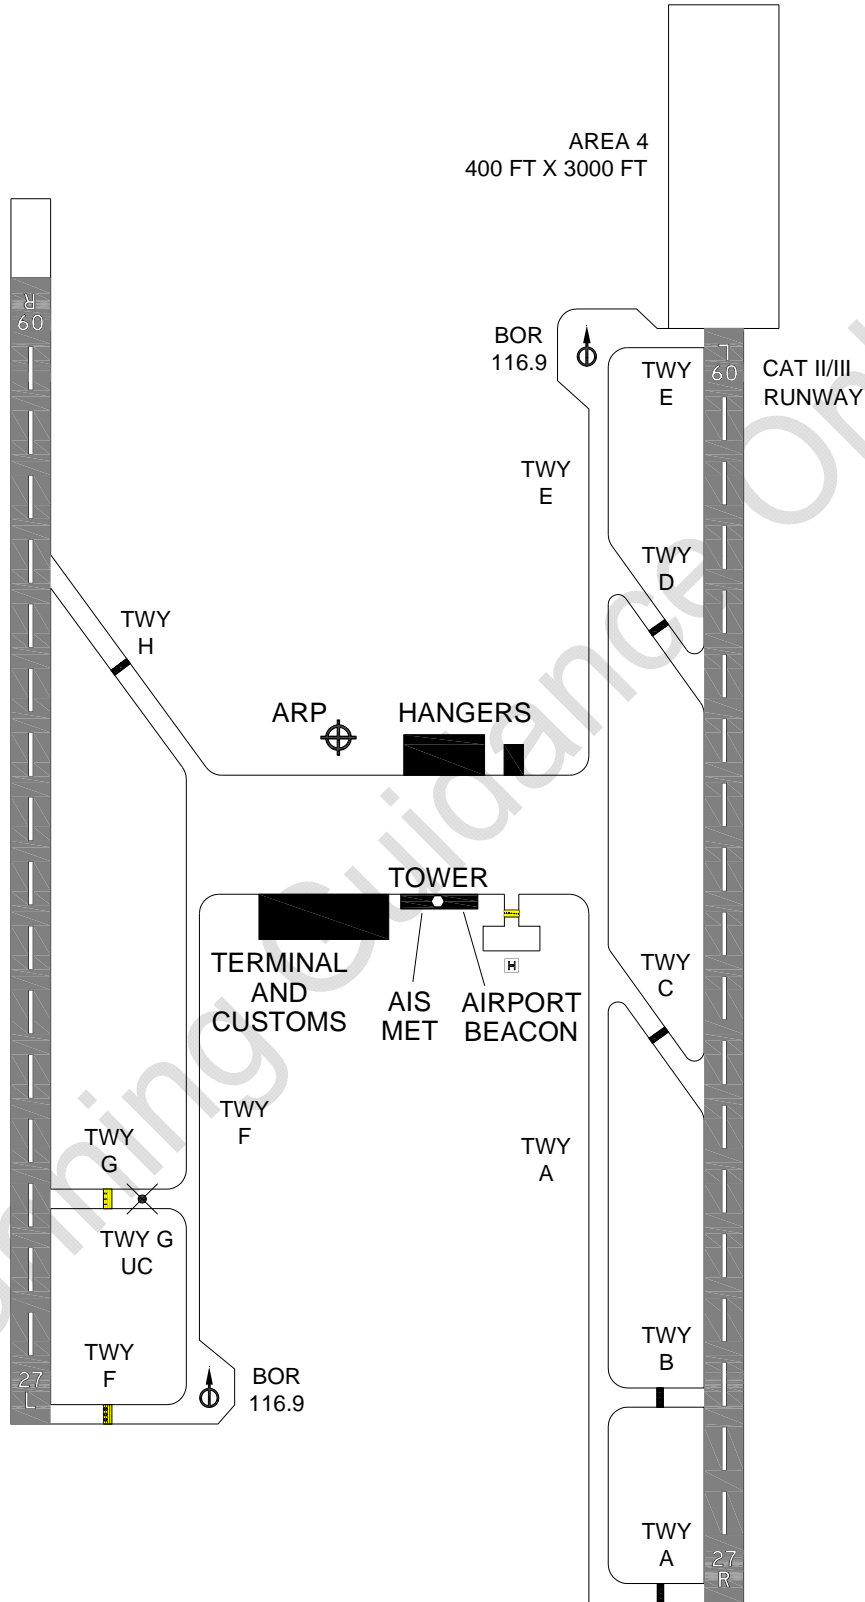 AREA 4
400 FT X 3000 FT
09
R
BOR
116.9
09
L
TWY
E
CAT II/III
RUNWAY
TWY
E
TWY
D
TWY
H
ARP
HANGERS
TOWER
H
TERMINAL
AND
CUSTOMS
AIS
MET
AIRPORT
BEACON
TWY
C
TWY
F
TWY
A
TWY
G
TWY G
UC
TWY
F
BOR
116.9
TWY
B
27
L
TWY
A
27
R
Guidance Only